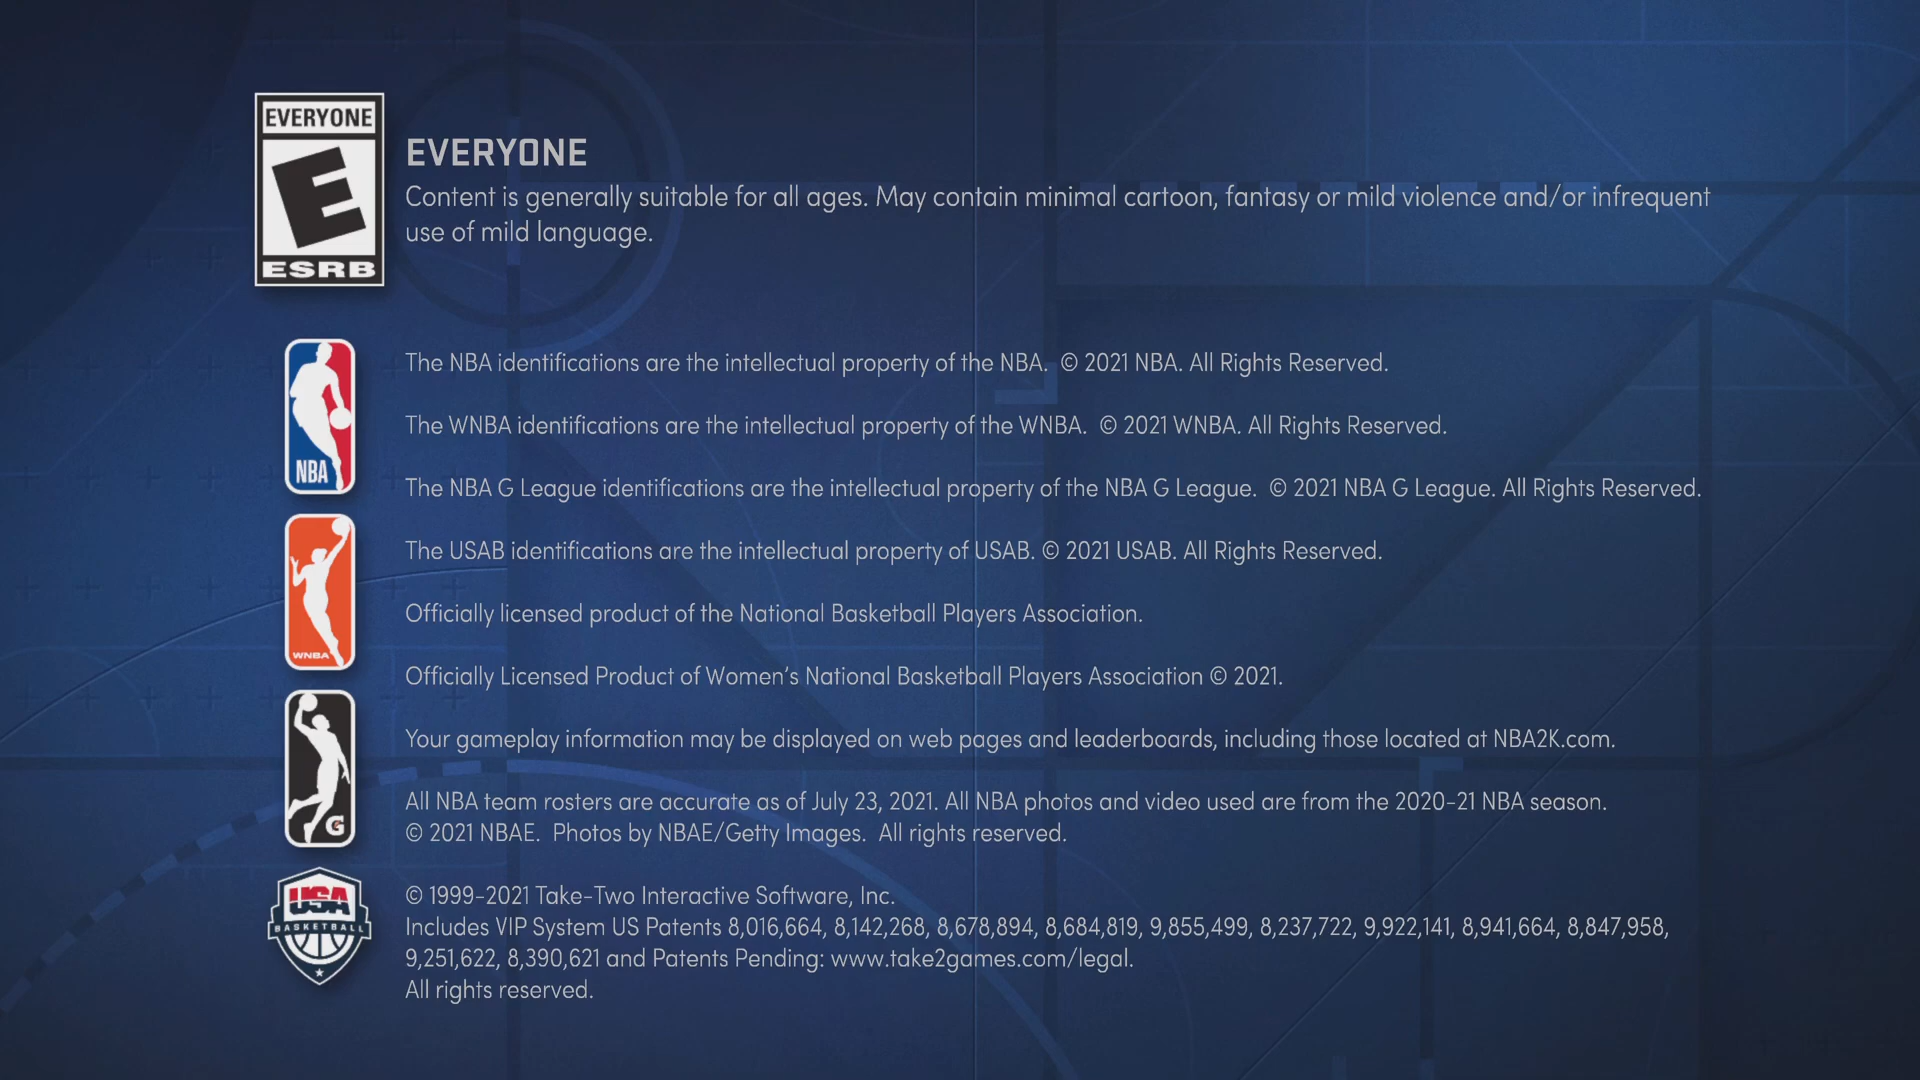 EVERYONE
E
ESRB
EVERYONE
Content is generally suitable for all ages. May contain minimal cartoon, fantasy or mild violence and/or infrequent
use of mild language.
NBA
The NBA identifications are the intellectual property of the NBA.  © 2021 NBA. All Rights Reserved.
The WNBA identifications are the intellectual property of the WNBA.  © 2021 WNBA. All Rights Reserved.
The NBA G League identifications are the intellectual property of the NBA G League.  © 2021 NBA G League. All Rights Reserved.
WNBA
The USAB identifications are the intellectual property of USAB. © 2021 USAB. All Rights Reserved.
Officially licensed product of the National Basketball Players Association.
Officially Licensed Product of Women’s National Basketball Players Association © 2021.
G
Your gameplay information may be displayed on web pages and leaderboards, including those located at NBA2K.com.
All NBA team rosters are accurate as of July 23, 2021. All NBA photos and video used are from the 2020-21 NBA season.
© 2021 NBAE.  Photos by NBAE/Getty Images.  All rights reserved.
USA
BASKETBALL
© 1999-2021 Take-Two Interactive Software, Inc.
Includes VIP System US Patents 8,016,664, 8,142,268, 8,678,894, 8,684,819, 9,855,499, 8,237,722, 9,922,141, 8,941,664, 8,847,958,
9,251,622, 8,390,621 and Patents Pending: www.take2games.com/legal.
All rights reserved.